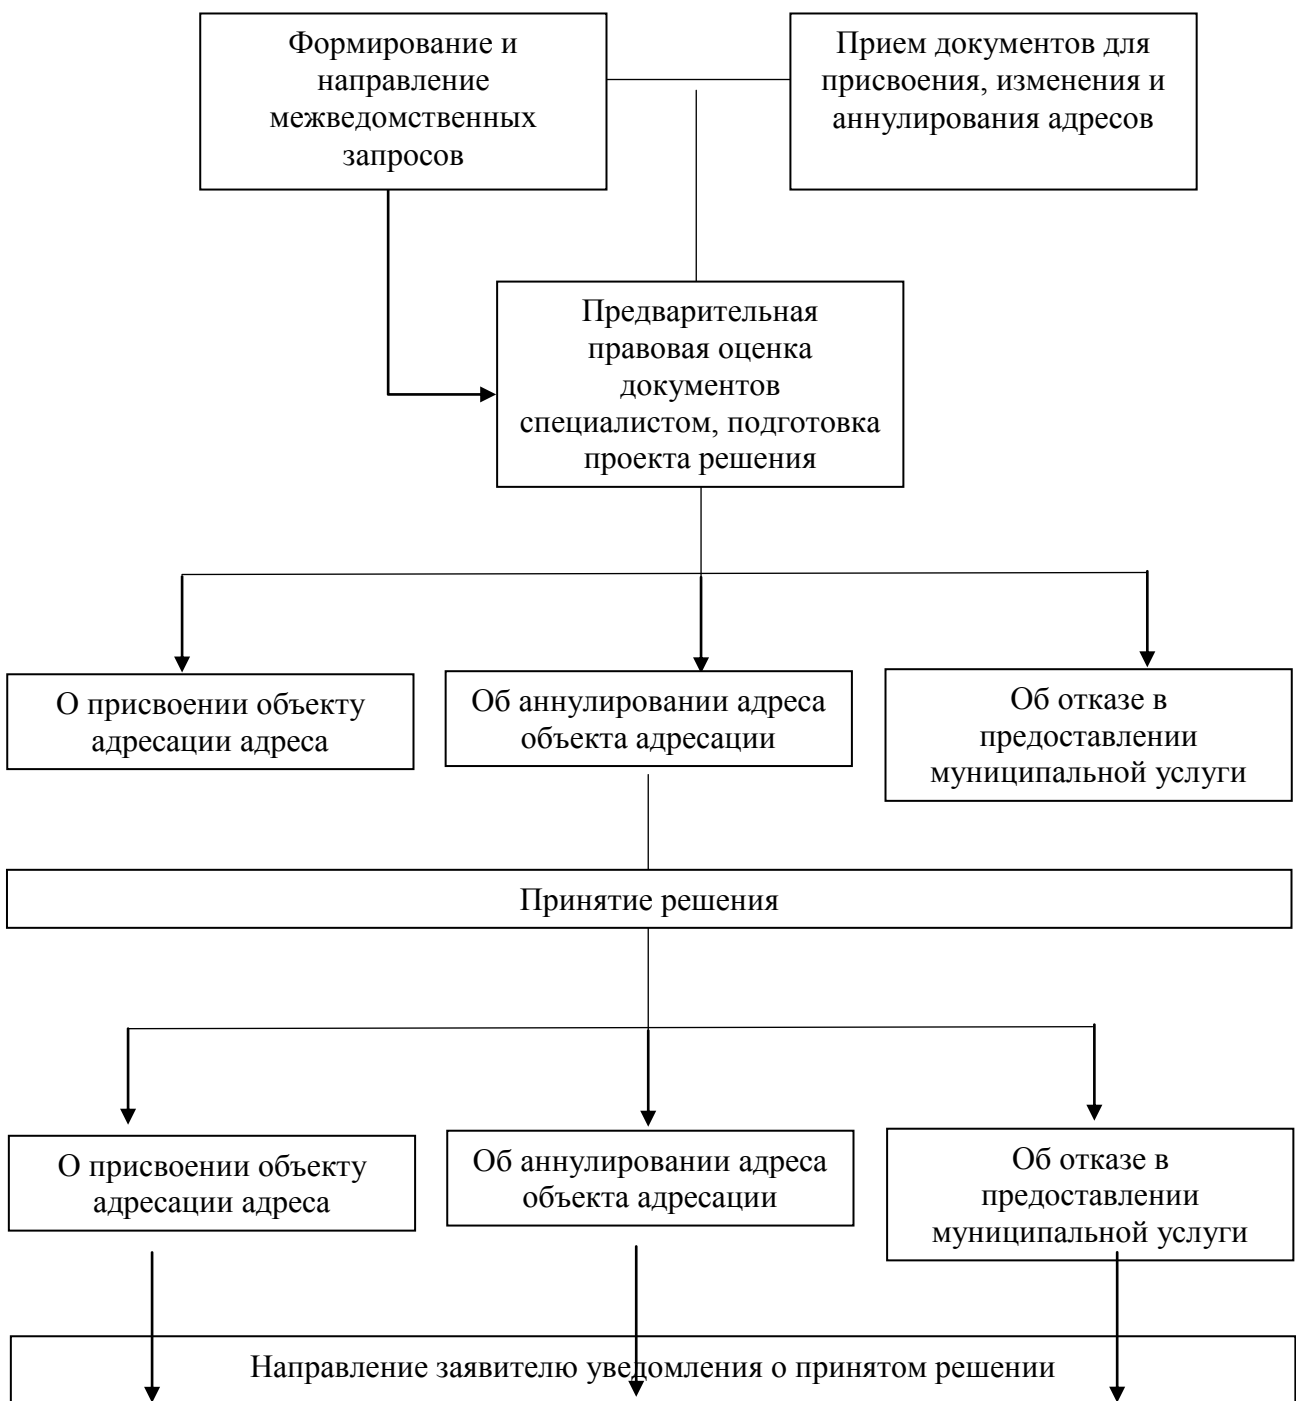 Формирование и
направление
межведомственных
запросов
Прием документов для
присвоения, изменения и
аннулирования адресов
Предварительная
правовая оценка
документов
специалистом, подготовка
проекта решения
О присвоении объекту
адресации адреса
Об аннулировании адреса
объекта адресации
Об отказе в
предоставлении
муниципальной услуги
Принятие решения
О присвоении объекту
адресации адреса
Об аннулировании адреса
объекта адресации
Об отказе в
предоставлении
муниципальной услуги
Направление заявителю уведомления о принятом решении